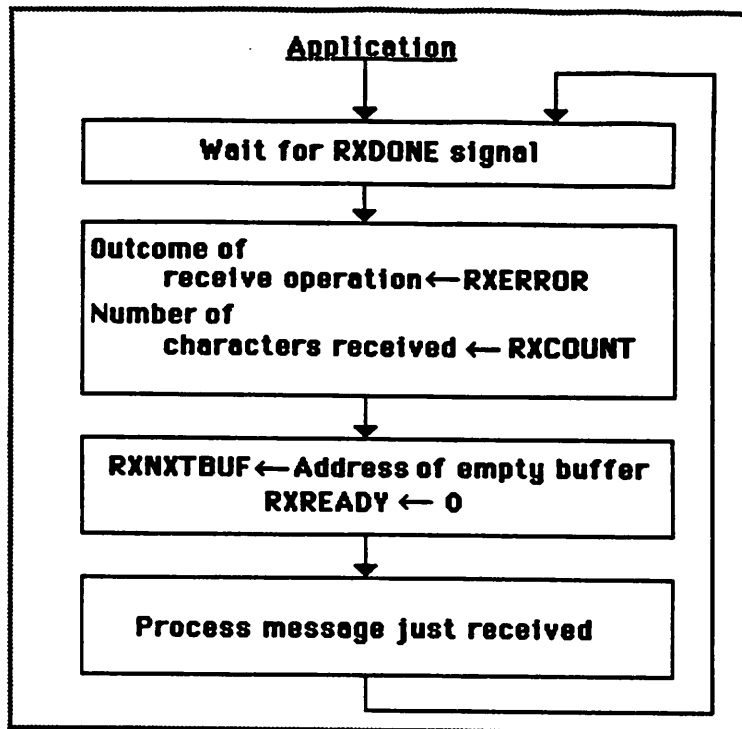 Application
Wait for RXDONE signal
Outcome of
receive operation←RXERROR
Number of
characters received ← RXCOUNT
RXNXTBUF←Address of empty buffer
RXREADY ← 0
Process message just received